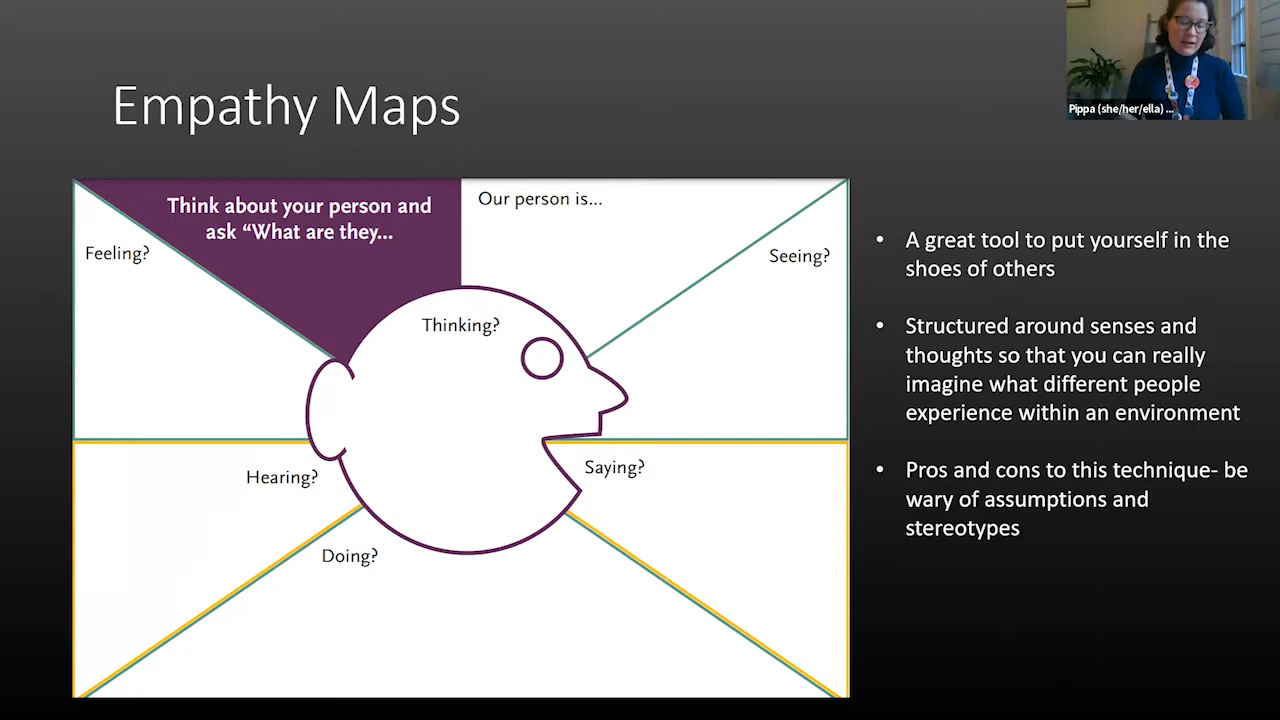 Empathy Maps
Pippa (she/her/ella) ...
Think about your person and
ask “What are they...
Our person is...
Feeling?
Seeing?
Thinking?
Hearing?
Saying?
Doing?
• A great tool to put yourself in the
shoes of others
• Structured around senses and
thoughts so that you can really
imagine what different people
experience within an environment
• Pros and cons to this technique- be
wary of assumptions and
stereotypes